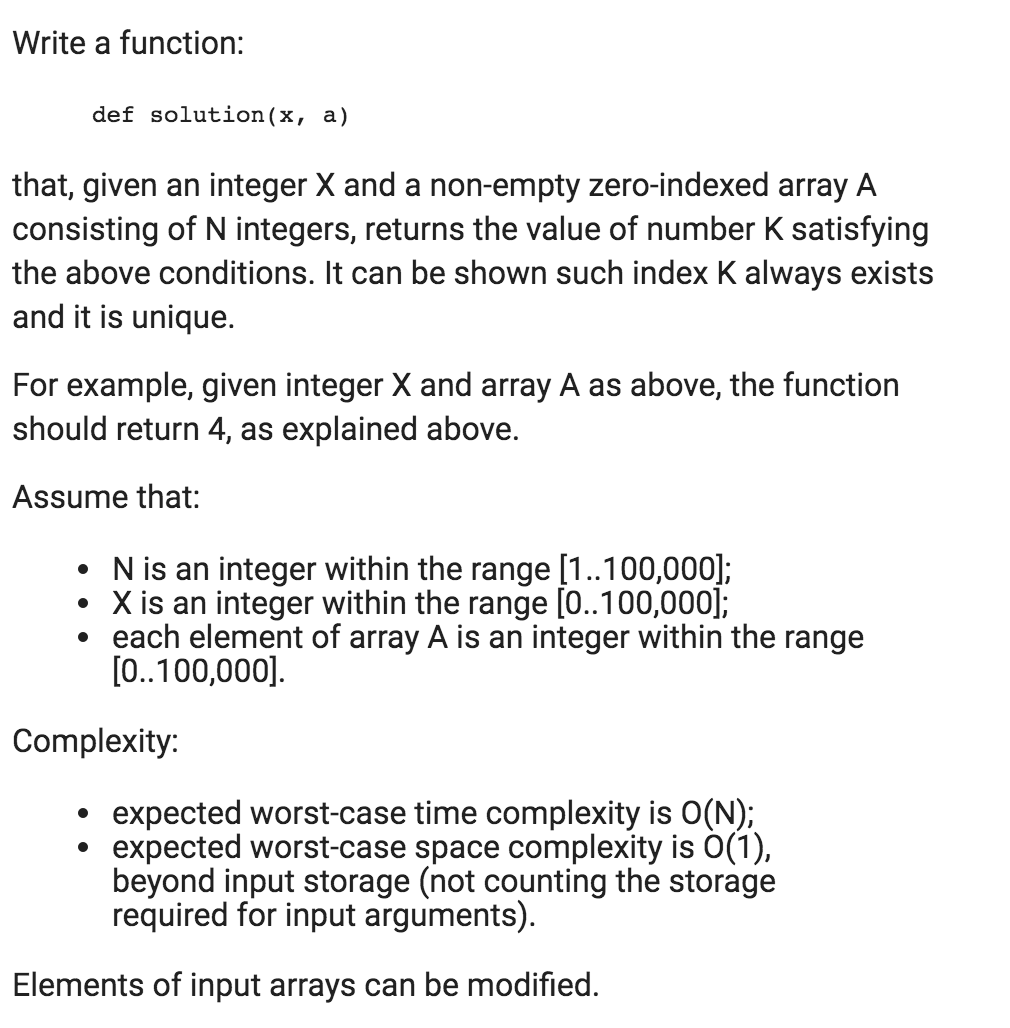 Write a function:
def solution(x, a)
that, given an integer X and a non-empty zero-indexed array A
consisting of N integers, returns the value of number K satisfying
the above conditions. It can be shown such index K always exists
and it is unique.
For example, given integer X and array A as above, the function
should return 4, as explained above.
Assume that:
• N is an integer within the range [1..100,000];
• X is an integer within the range [0..100,000];
• each element of array A is an integer within the range
[0..100,000].
Complexity:
• expected worst-case time complexity is O(N);
• expected worst-case space complexity is O(1),
beyond input storage (not counting the storage
required for input arguments).
Elements of input arrays can be modified.